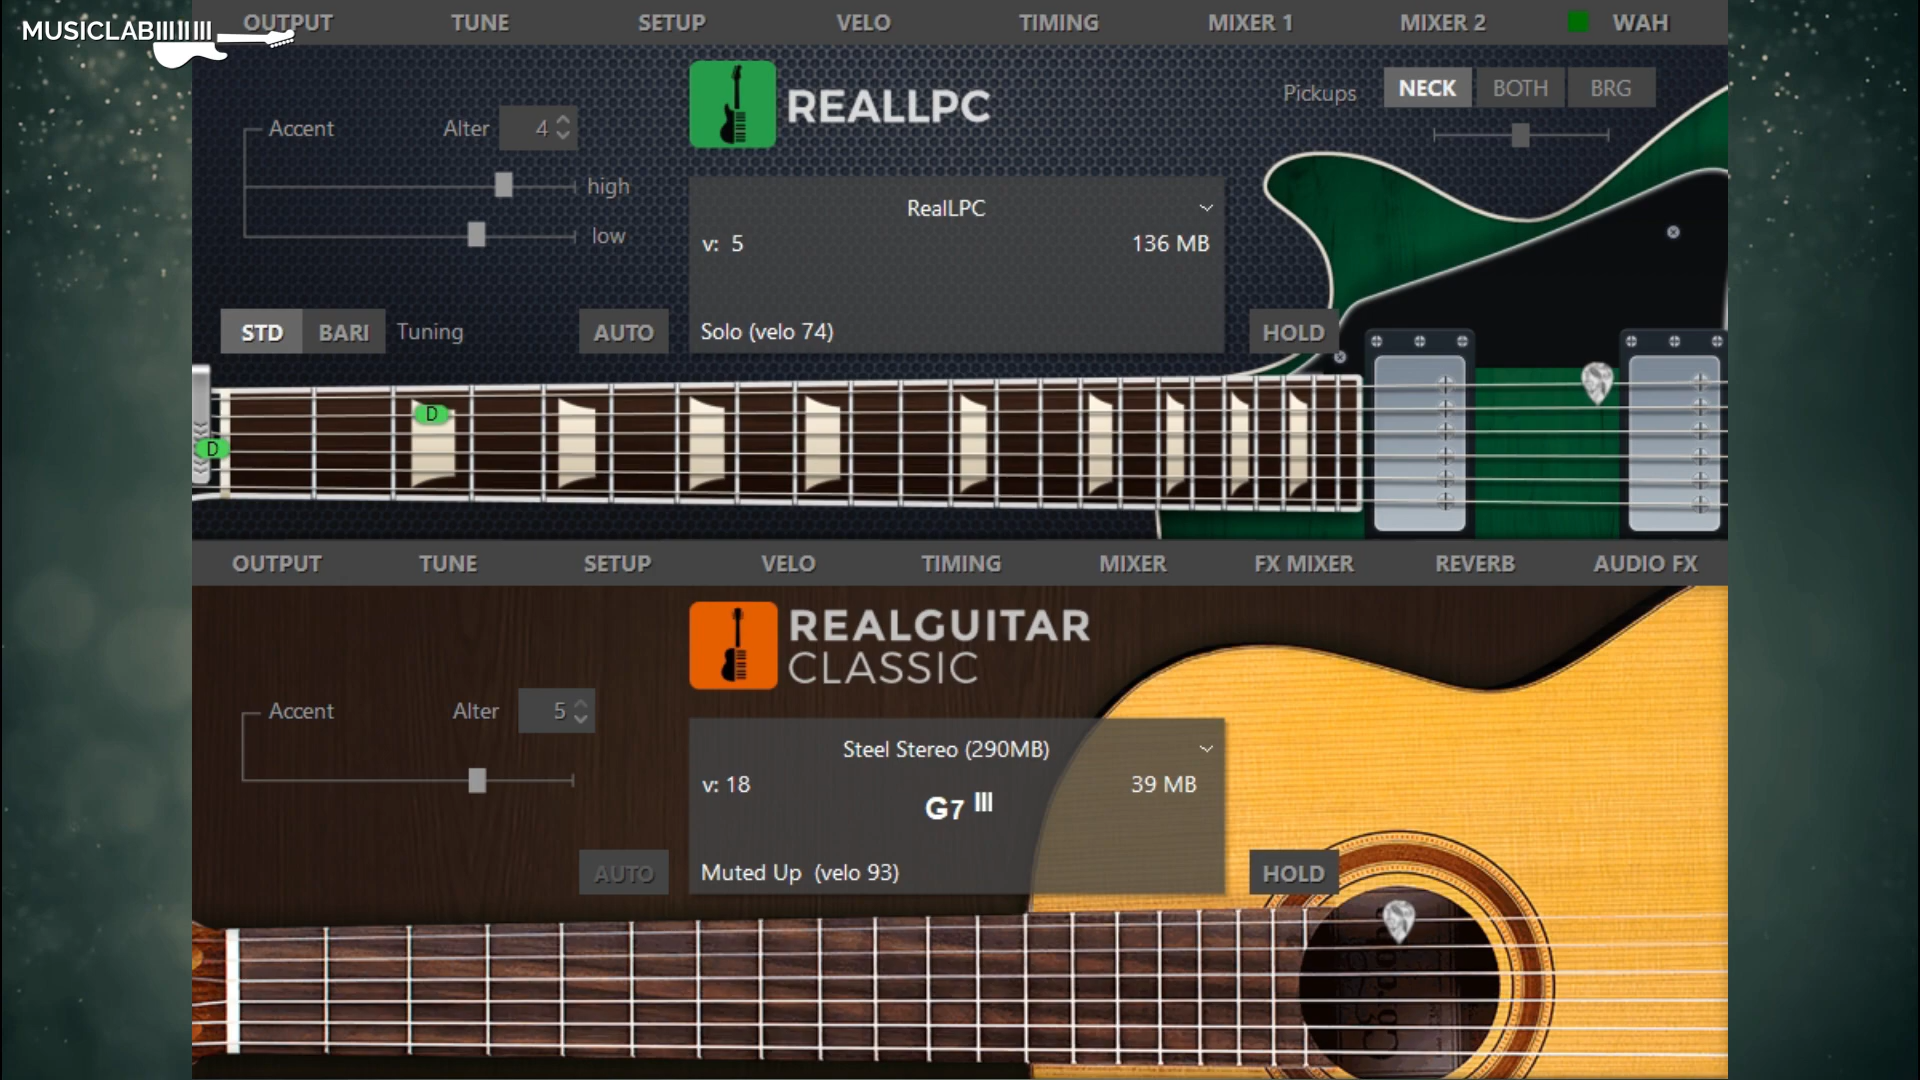 MUSICLAB
OUTPUT TUNE SETUP VELO TIMING MIXER 1 MIXER 2 WAH
REALLPC
Pickups NECK BOTH BRG
Accent Alter 4
high
low
RealLPC
v: 5 136 MB
STD BARI Tuning AUTO Solo (velo 74) HOLD
D
D
OUTPUT TUNE SETUP VELO TIMING MIXER FX MIXER REVERB AUDIO FX
REALGUITAR
CLASSIC
Accent Alter 5
Steel Stereo (290MB)
v: 18 39 MB
G7 III
AUTO Muted Up (velo 93) HOLD